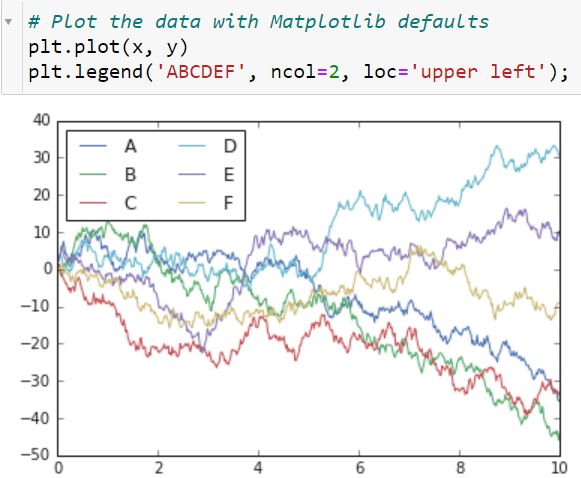 # Plot the data with Matplotlib defaults
plt.plot(x, y)
plt.legend('ABCDEF', ncol=2, loc='upper left');
40
30
20
10
0
−10
−20
−30
−40
−50
A D
B E
C F
0 2 4 6 8 10